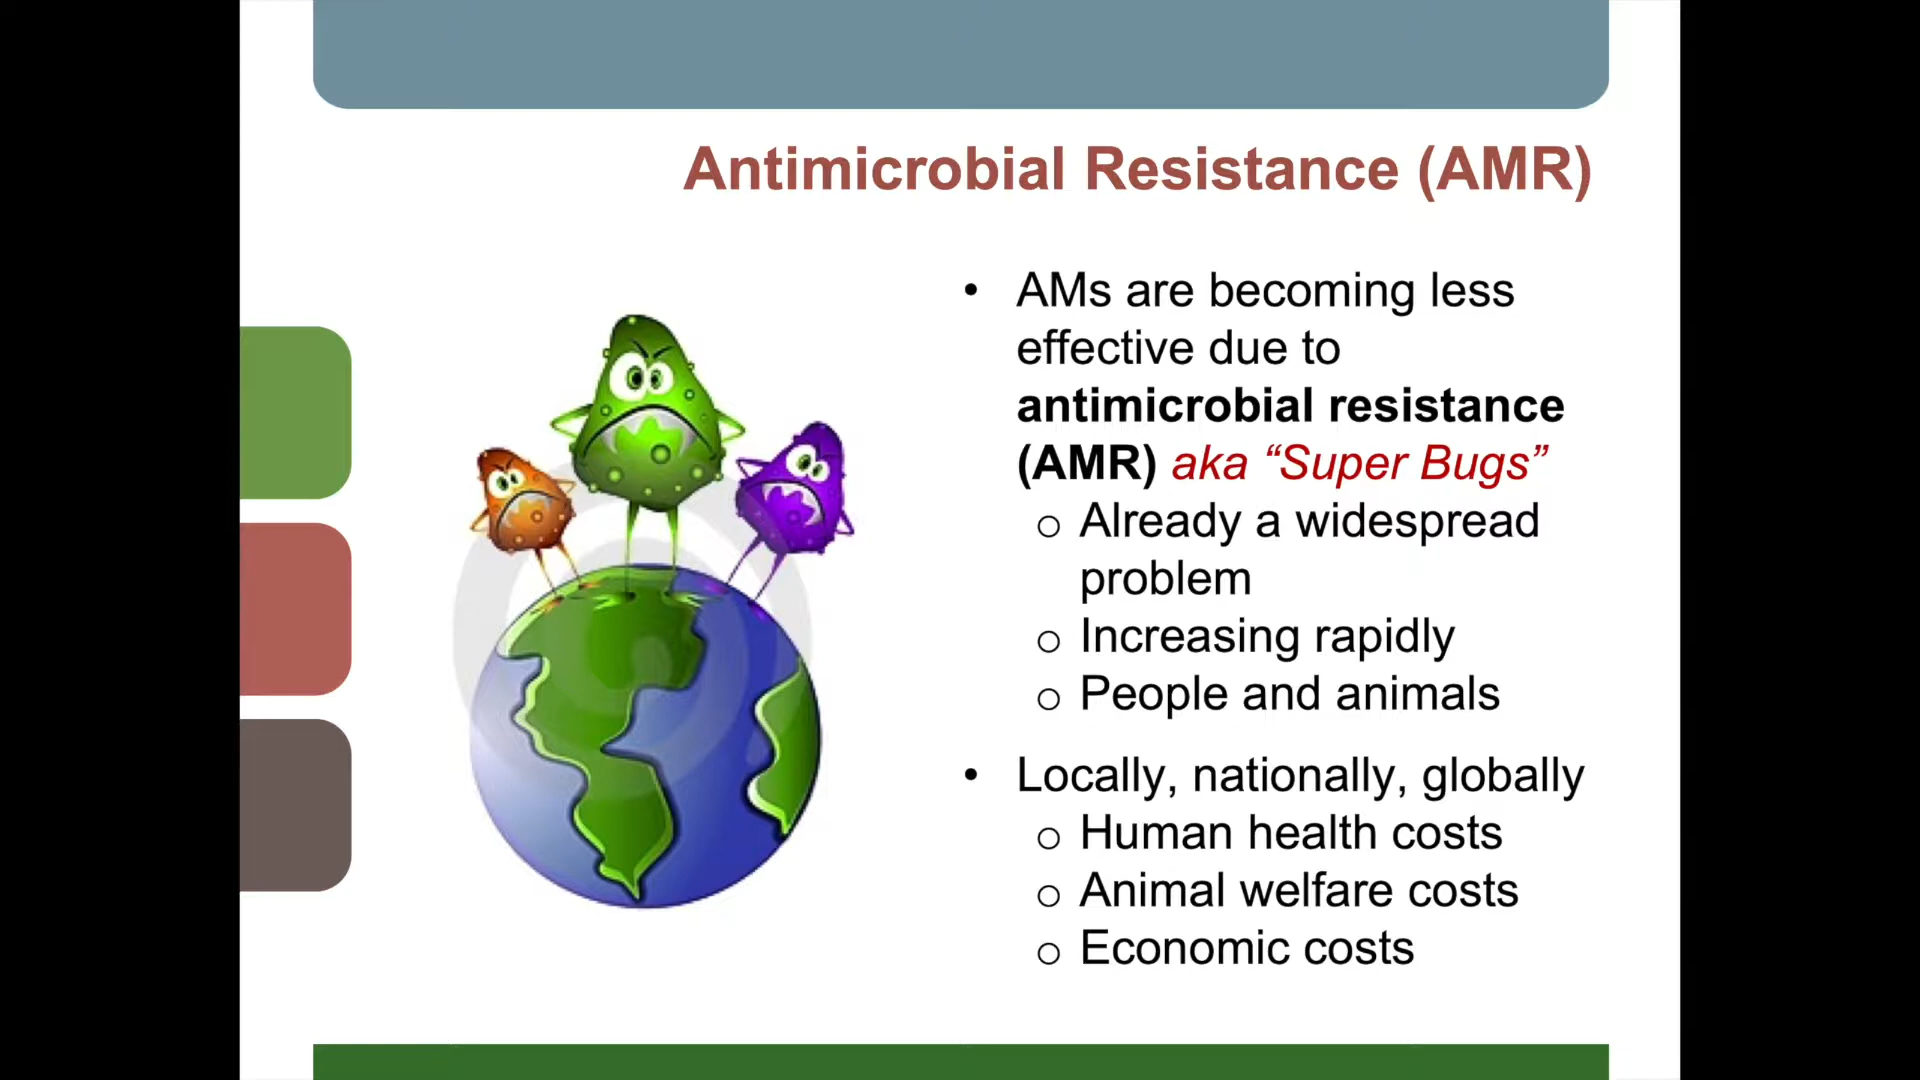 Antimicrobial Resistance (AMR)
• AMs are becoming less
effective due to
antimicrobial resistance
(AMR) aka “Super Bugs”
o Already a widespread
problem
o Increasing rapidly
o People and animals
• Locally, nationally, globally
o Human health costs
o Animal welfare costs
o Economic costs